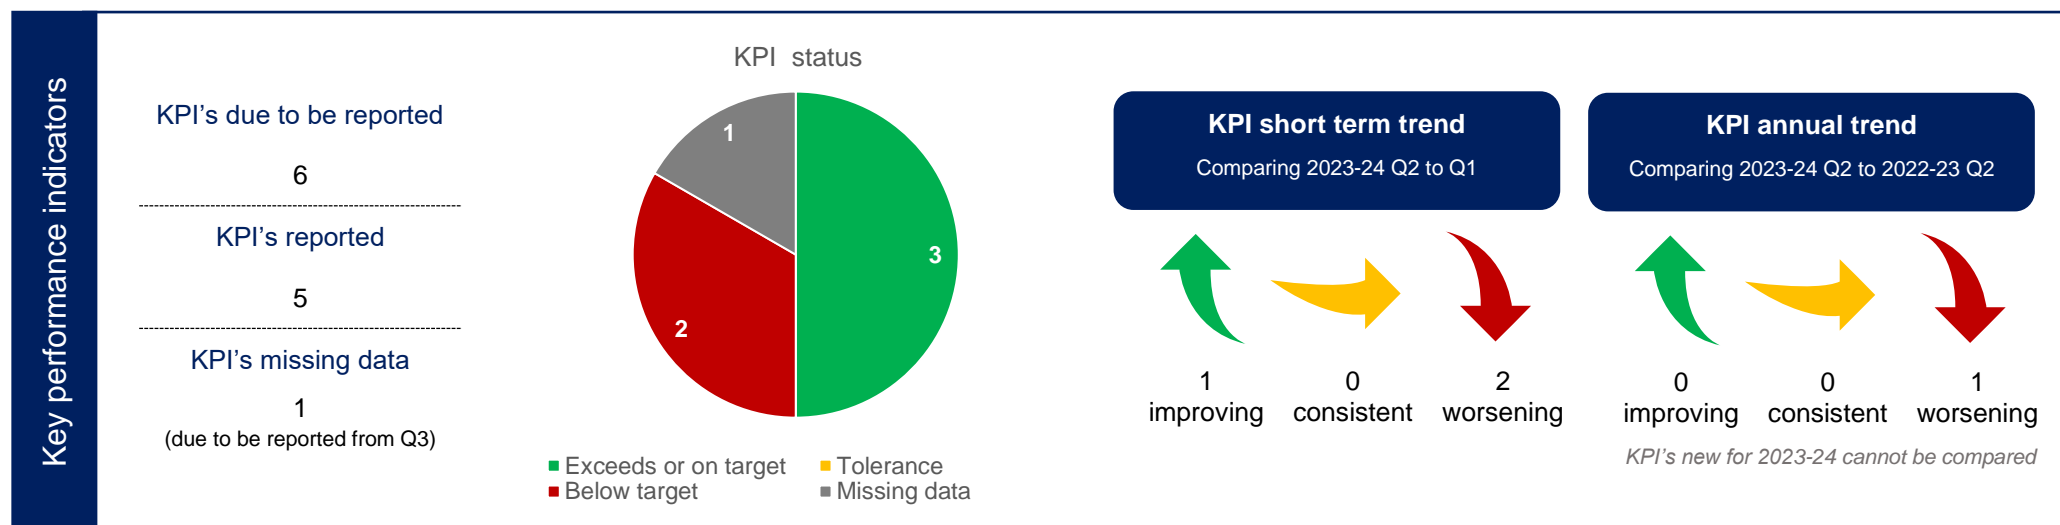 Key performance indicators
KPI's due to be reported
6
KPI's reported
5
KPI's missing data
1
(due to be reported from Q3)
KPI status
1
3
2
Exceeds or on target
Tolerance
Below target
Missing data
KPI short term trend
Comparing 2023-24 Q2 to Q1
1
improving
0
consistent
2
worsening
KPI annual trend
Comparing 2023-24 Q2 to 2022-23 Q2
0
improving
0
consistent
1
worsening
KPI's new for 2023-24 cannot be compared